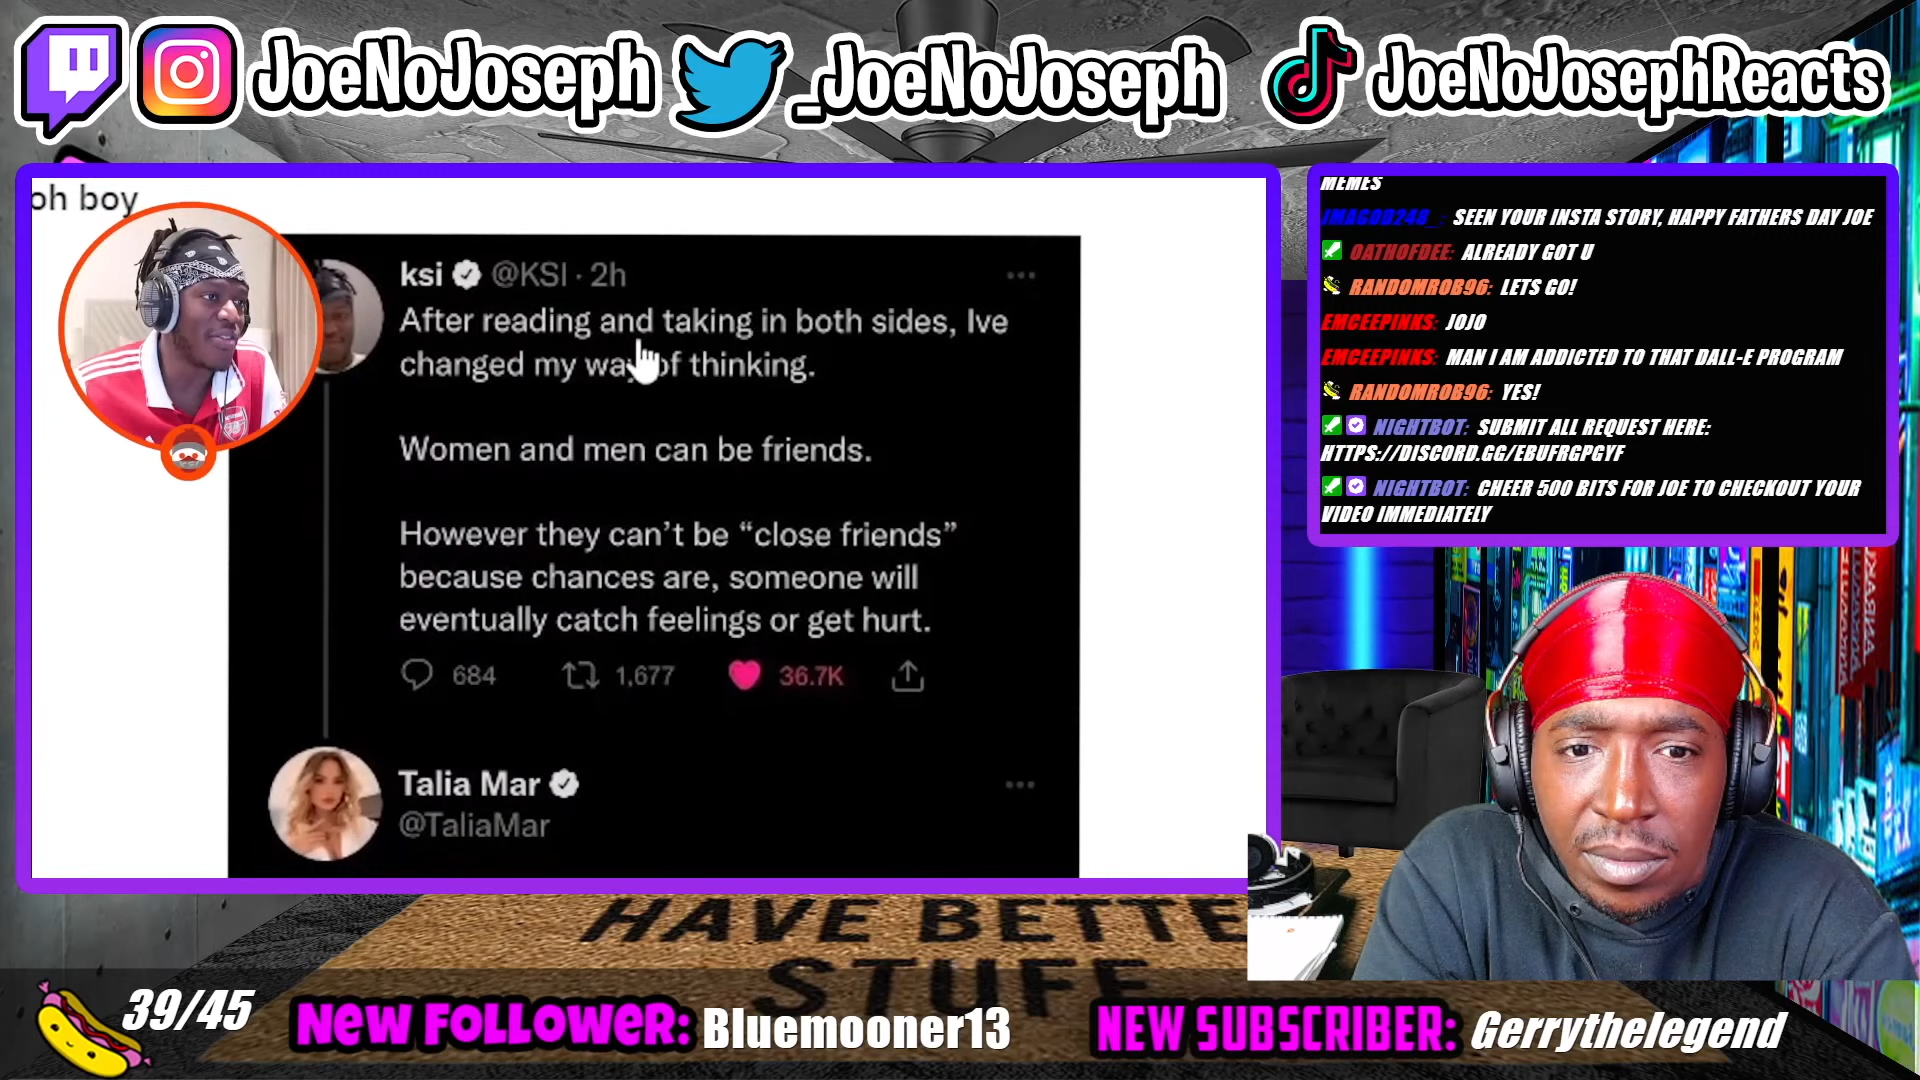 JoeNoJoseph
_JoeNoJoseph
JoeNoJosephReacts
oh boy
ksi @KSI · 2h
After reading and taking in both sides, Ive
changed my way of thinking.
Women and men can be friends.
However they can't be “close friends”
because chances are, someone will
eventually catch feelings or get hurt.
684 1,677 36.7K
Talia Mar
@TaliaMar
MEMES
IMAGOD248_: SEEN YOUR INSTA STORY, HAPPY FATHERS DAY JOE
OATHOFDEE: ALREADY GOT U
RANDOMROB96: LETS GO!
EMCEEPINKS: JOJO
EMCEEPINKS: MAN I AM ADDICTED TO THAT DALL-E PROGRAM
RANDOMROB96: YES!
NIGHTBOT: SUBMIT ALL REQUEST HERE:
HTTPS://DISCORD.GG/EBUFRGPGYF
NIGHTBOT: CHEER 500 BITS FOR JOE TO CHECKOUT YOUR
VIDEO IMMEDIATELY
HAVE BETTE
STUFF
39/45
NEW FOLLOWER: Bluemooner13
NEW SUBSCRIBER: Gerrythelegend